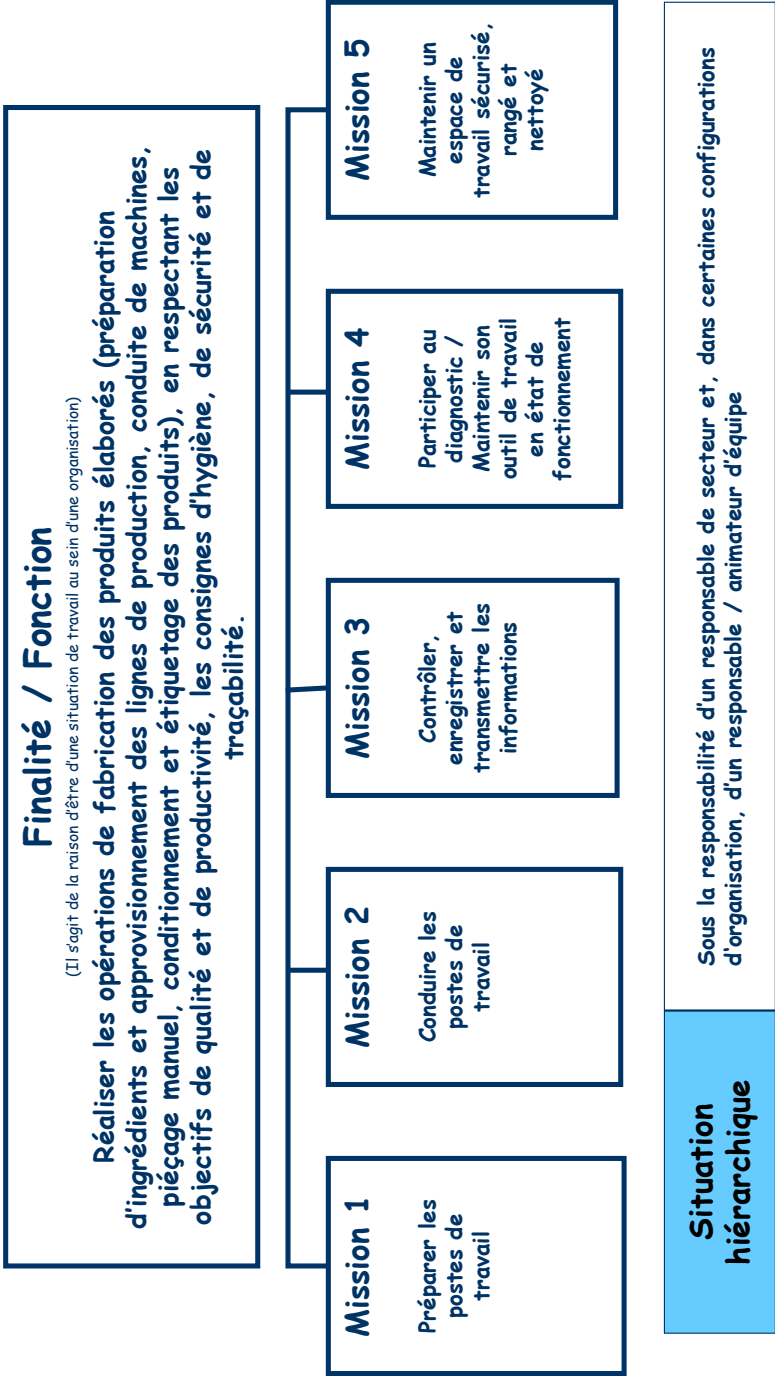 Finalité / Fonction
(Il s'agit de la raison d'être d'une situation de travail au sein d'une organisation)
Réaliser les opérations de fabrication des produits élaborés (préparation
d'ingrédients et approvisionnement des lignes de production, conduite de machines,
piéçage manuel, conditionnement et étiquetage des produits), en respectant les
objectifs de qualité et de productivité, les consignes d'hygiène, de sécurité et de
traçabilité.
Mission 1
Préparer les
postes de
travail
Mission 2
Conduire les
postes de
travail
Mission 3
Contrôler,
enregistrer et
transmettre les
informations
Mission 4
Participer au
diagnostic /
Maintenir son
outil de travail
en état de
fonctionnement
Mission 5
Maintenir un
espace de
travail sécurisé,
rangé et
nettoyé
Situation
hiérarchique
Sous la responsabilité d'un responsable de secteur et, dans certaines configurations
d'organisation, d'un responsable / animateur d'équipe